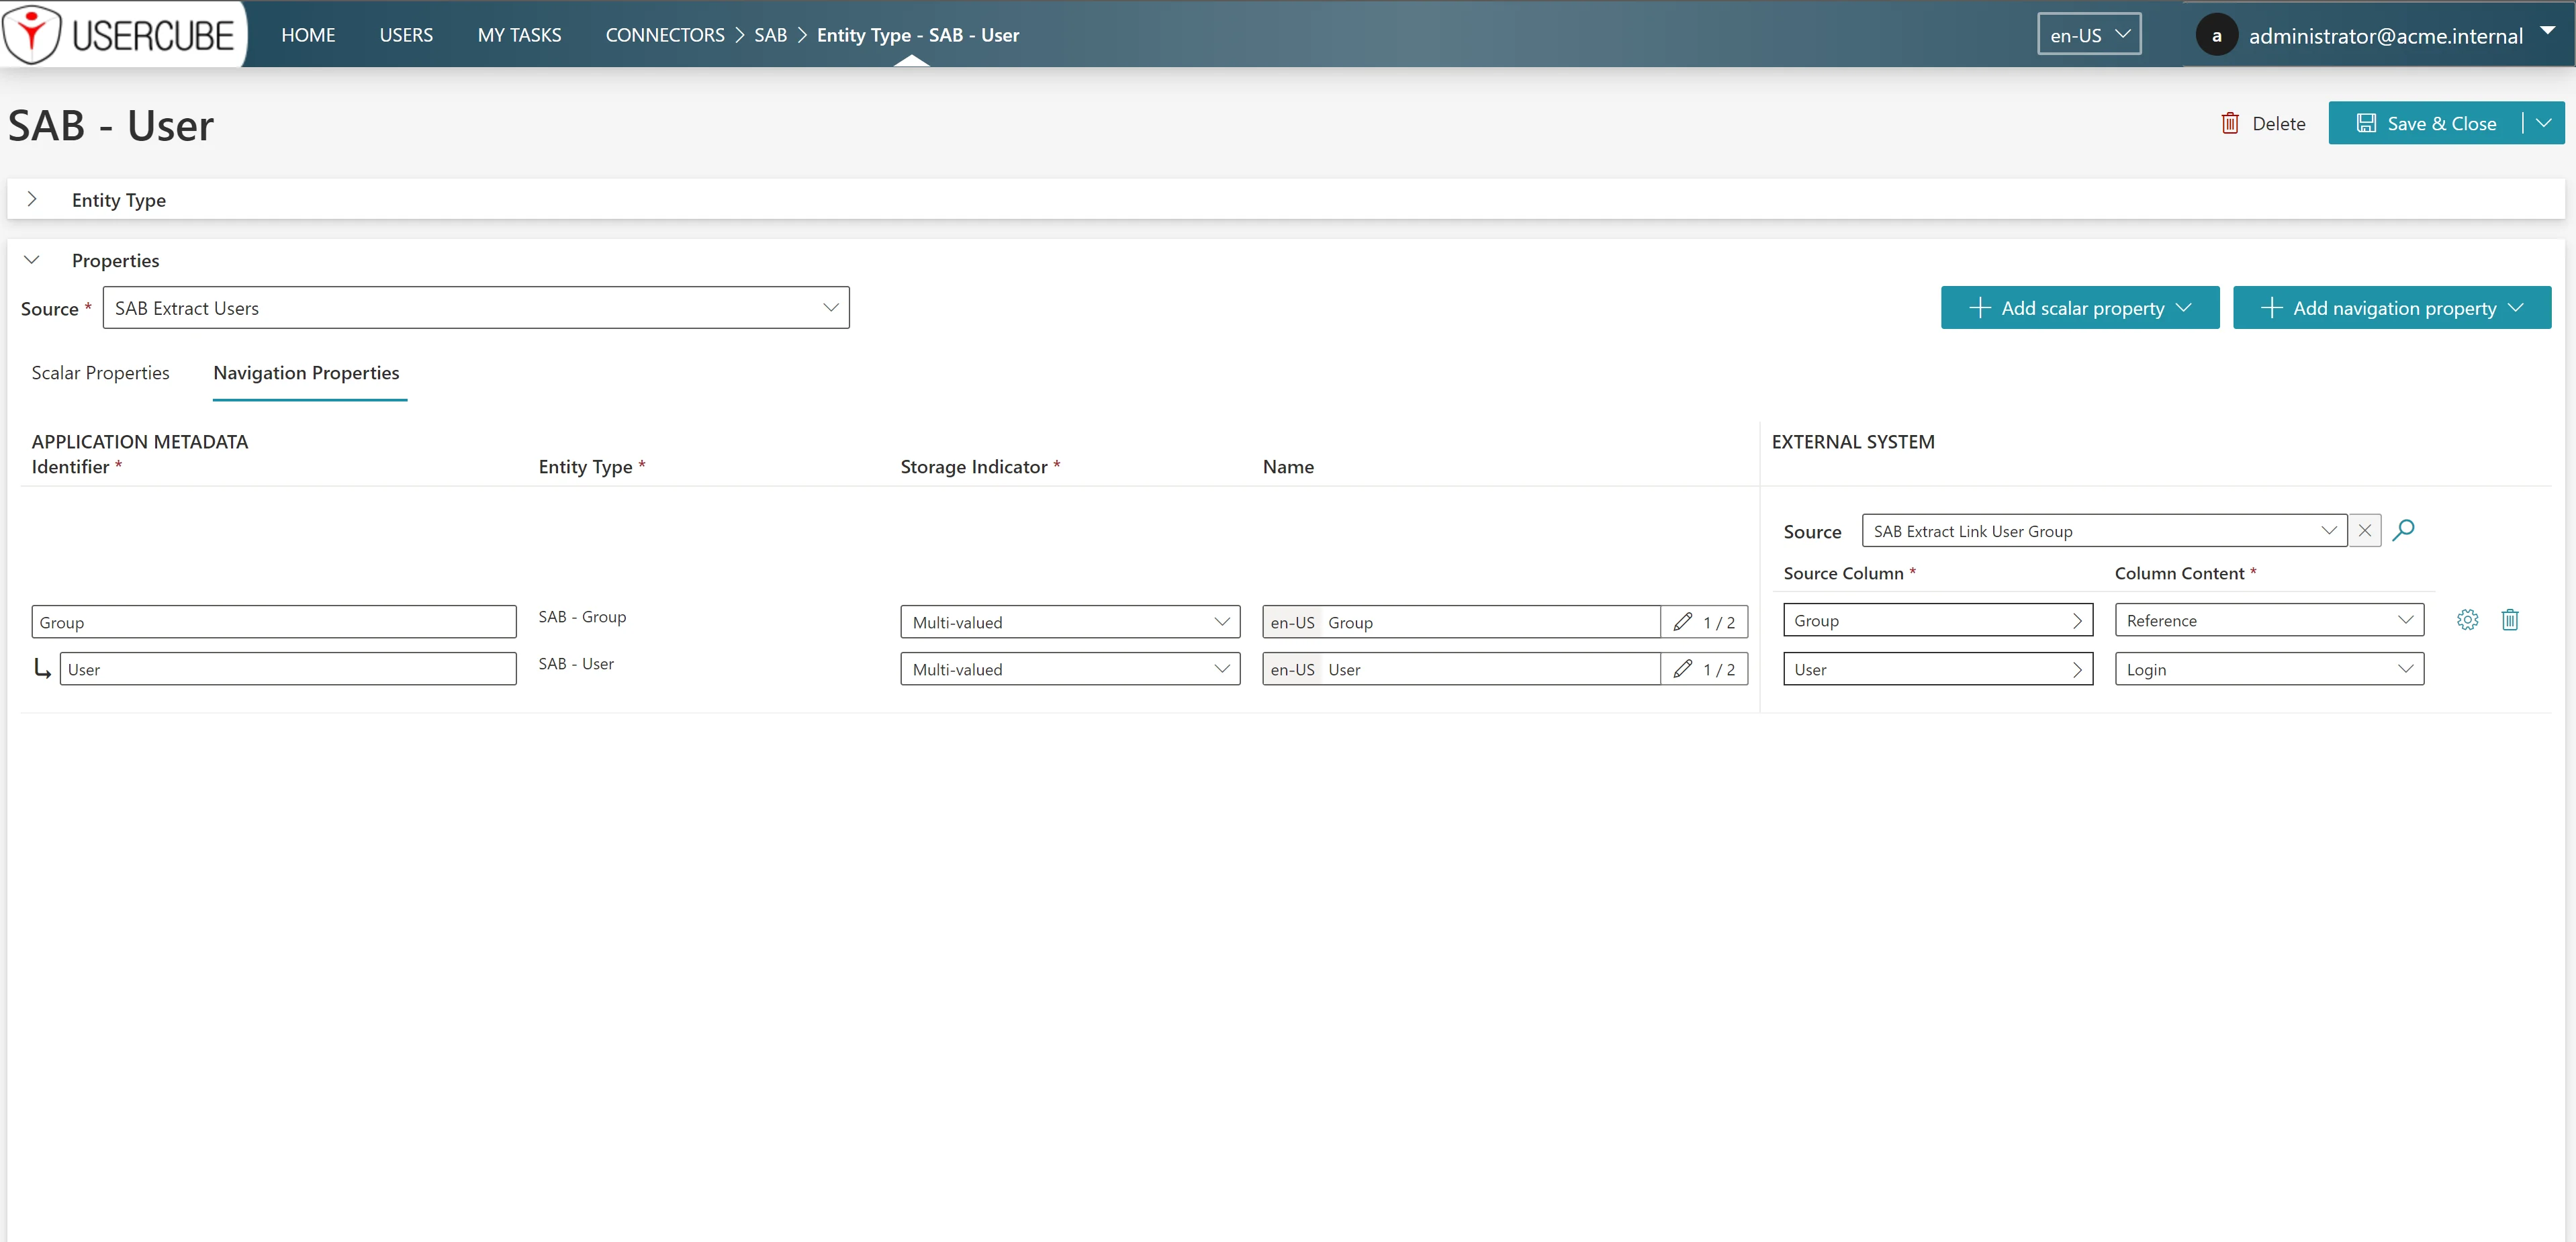 USERCUBE HOME USERS MY TASKS CONNECTORS SAB Entity Type - SAB - User en-US a administrator@acme.internal
SAB - User Delete Save & Close
Entity Type
Properties
Source * SAB Extract Users Add scalar property Add navigation property
Scalar Properties Navigation Properties
APPLICATION METADATA EXTERNAL SYSTEM
Identifier * Entity Type * Storage Indicator * Name
Source SAB Extract Link User Group
Source Column * Column Content *
Group SAB - Group Multi-valued en-US Group 1 / 2 Group Reference
User SAB - User Multi-valued en-US User 1 / 2 User Login